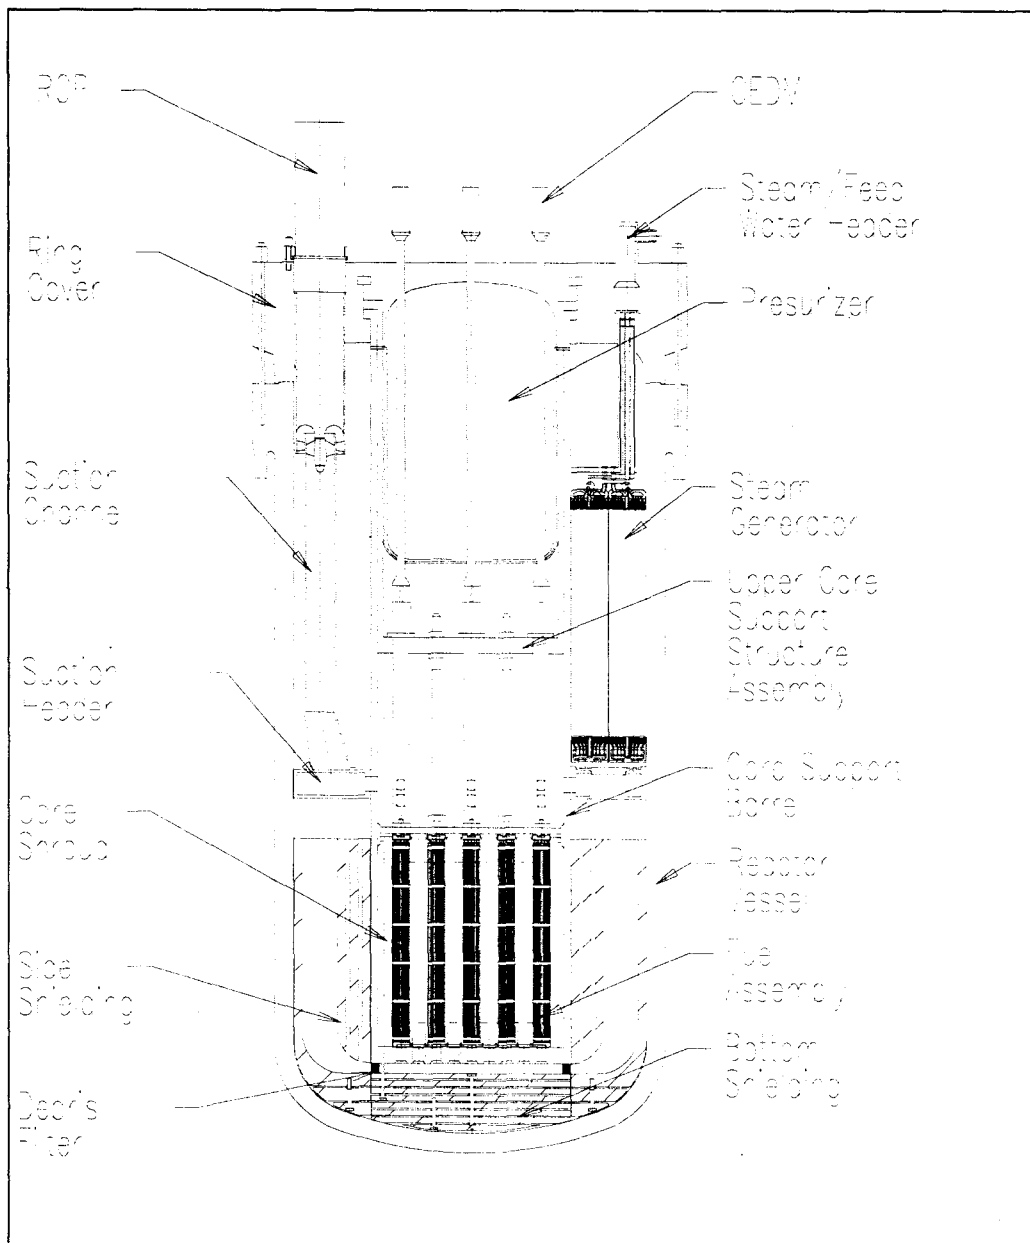 RCP
CEDM
Steam/Feed
Water Header
Ring
Cover
Presurizer
Suction
Channel
Steam
Generator
Upper Core
Support
Structure
Assembly
Suction
Header
Core Support
Barrel
Core
Shroud
Reactor
Vessel
Side
Shielding
Fuel
Assembly
Bottom
Shielding
Debris
Filter